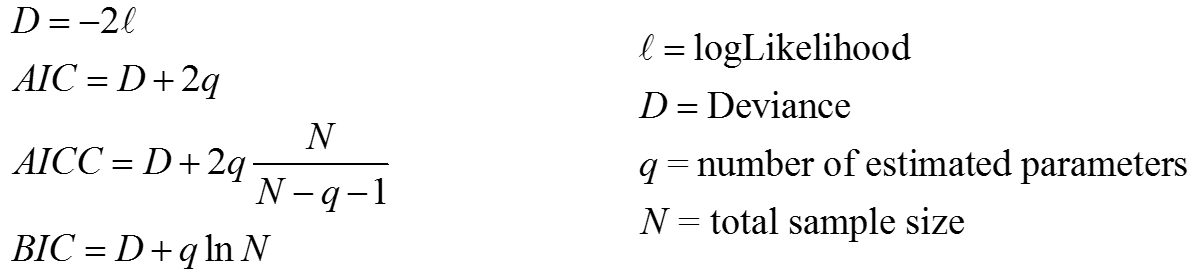 D = −2ℓ
AIC = D + 2q
AICC = D + 2q N / (N − q − 1)
BIC = D + q ln N
ℓ = logLikelihood
D = Deviance
q = number of estimated parameters
N = total sample size